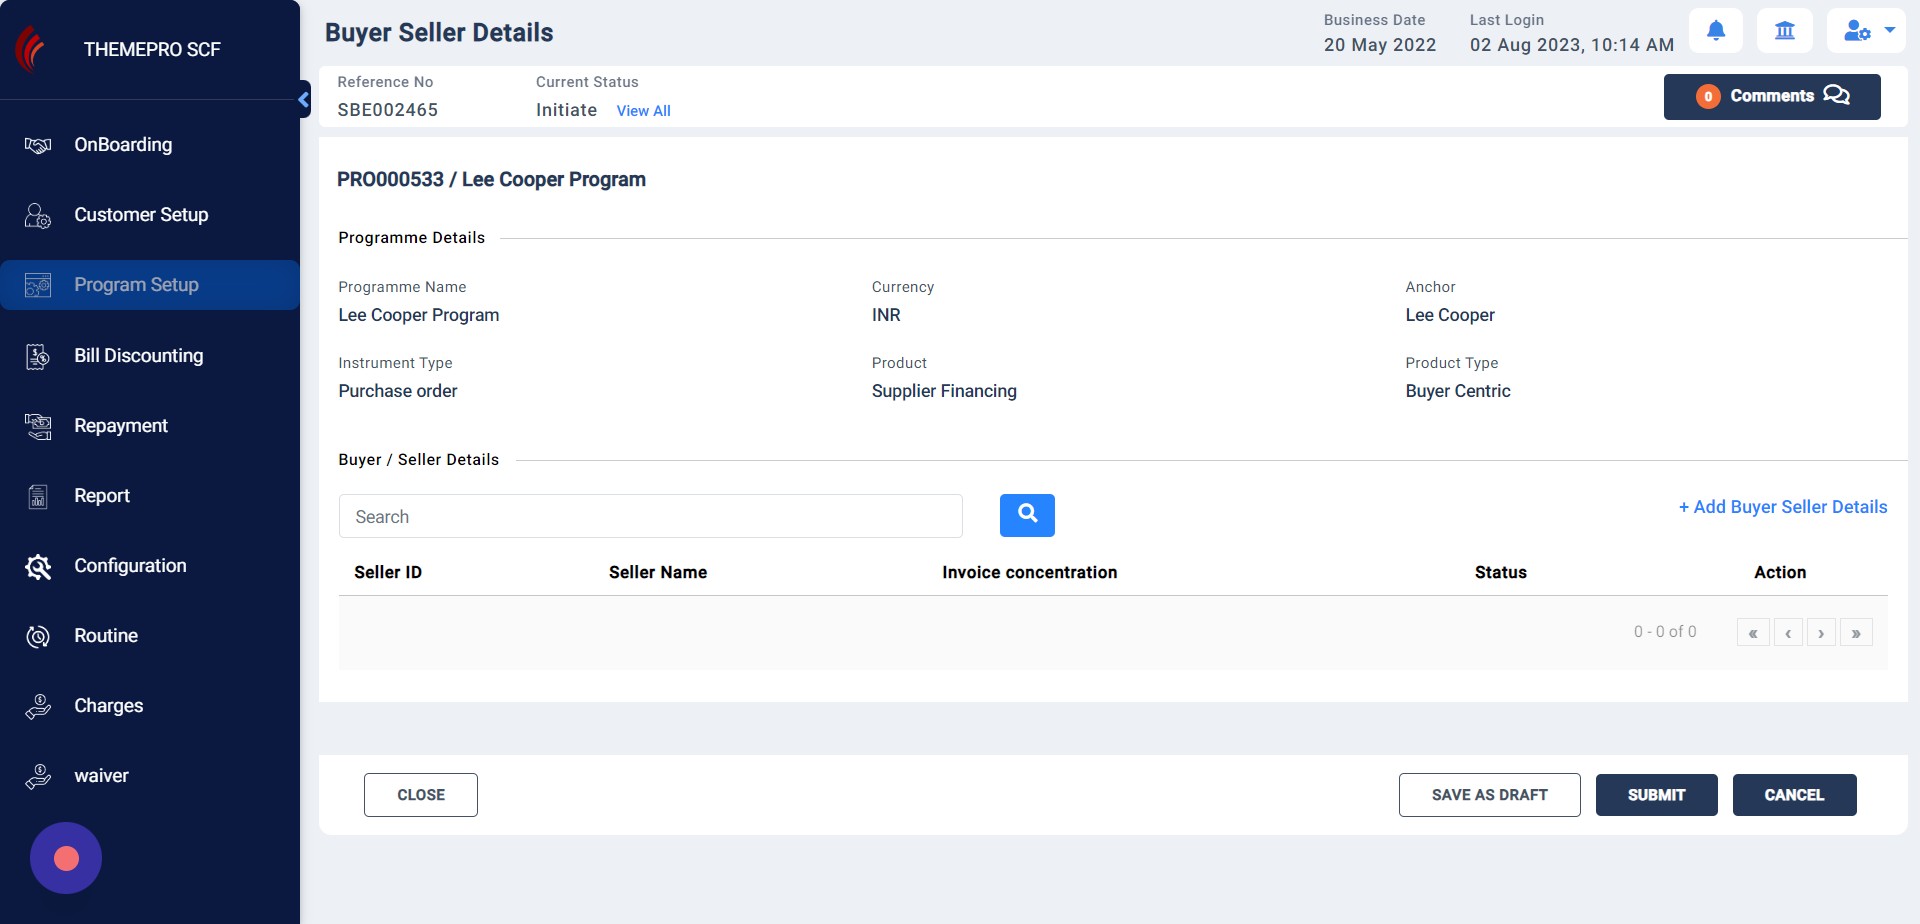 THEMEPRO SCF
OnBoarding
Customer Setup
Program Setup
Bill Discounting
Repayment
Report
Configuration
Routine
Charges
waiver
Buyer Seller Details
Business Date
20 May 2022
Last Login
02 Aug 2023, 10:14 AM
Reference No
SBE002465
Current Status
Initiate View All
0 Comments
PRO000533 / Lee Cooper Program
Programme Details
Programme Name
Lee Cooper Program
Currency
INR
Anchor
Lee Cooper
Instrument Type
Purchase order
Product
Supplier Financing
Product Type
Buyer Centric
Buyer / Seller Details
Search
+ Add Buyer Seller Details
Seller ID Seller Name Invoice concentration Status Action
0 - 0 of 0 « ‹ › »
CLOSE SAVE AS DRAFT SUBMIT CANCEL